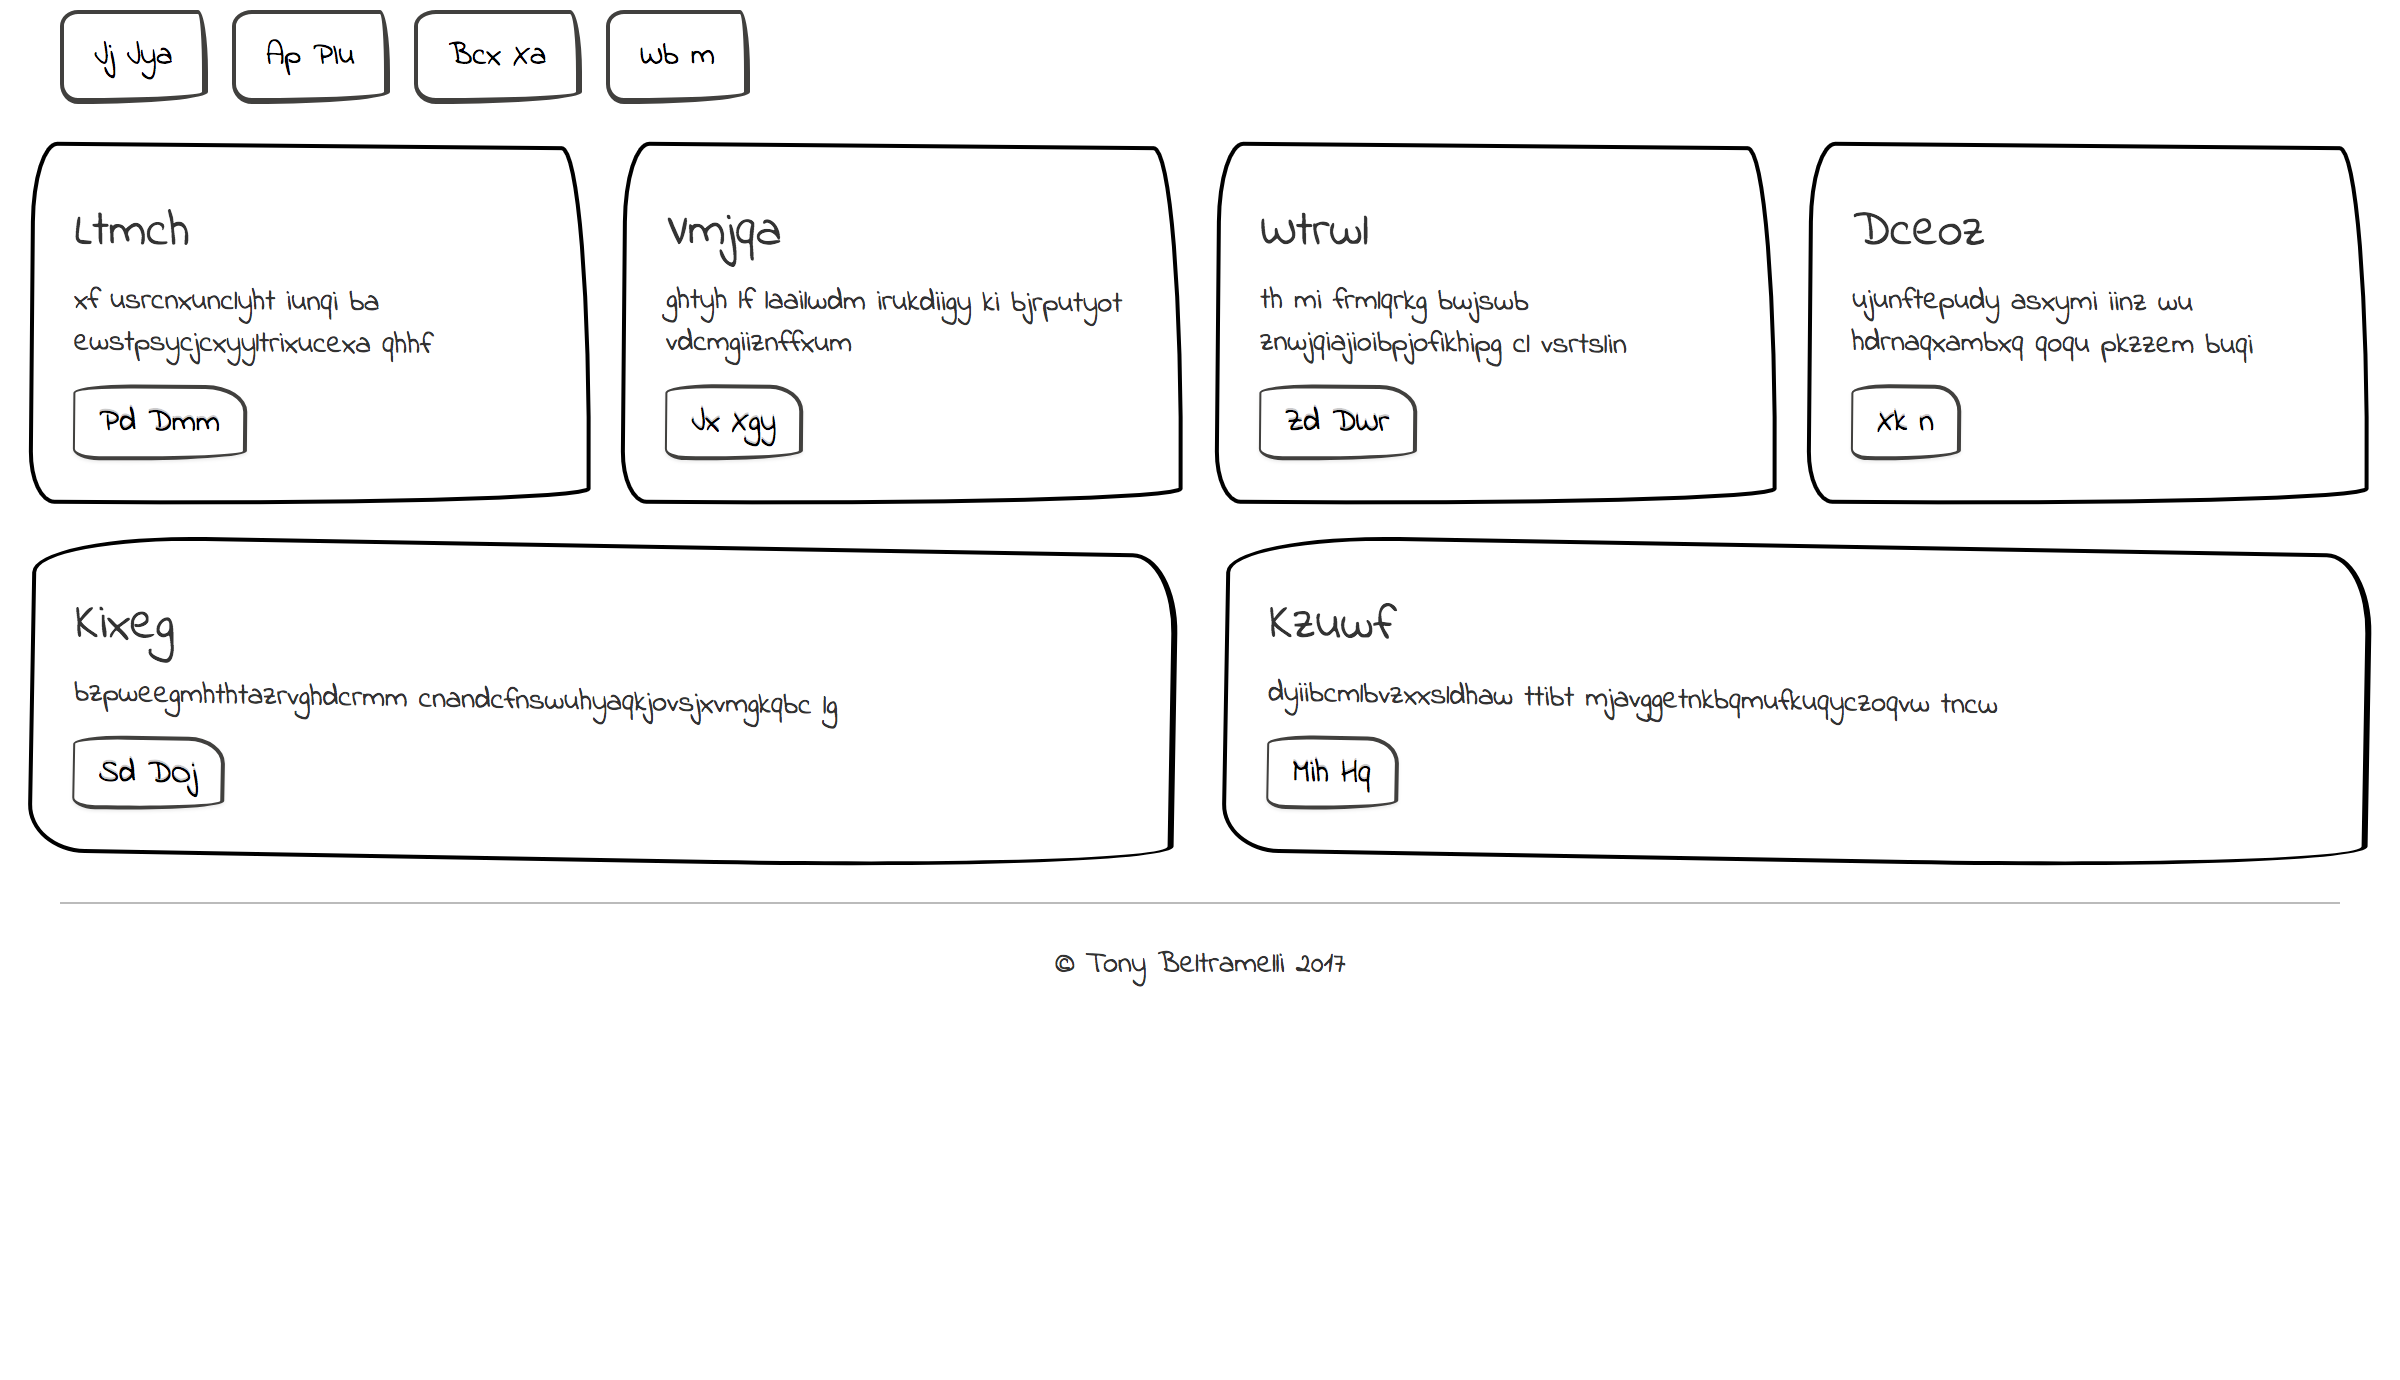 Jj Jya
Ap Plu
Bcx Xa
Wb m
Ltmch
xf usrcnxunclyht iunqi ba
ewstpsycjcxyyltrixucexa qhhf
Pd Dmm
Vmjqa
ghtyh lf laailwdm irukdiigy ki bjrputyot
vdcmgiiznffxum
Jx Xgy
Wtrwl
th mi frmlqrkg bwjswb
znwjqiajioibpjofikhipg cl vsrtslin
Zd Dwr
Dceoz
ujunftepudy asxymi iinz wu
hdrnaqxambxq qoqu pkzzem buqi
Xk n
Kixeg
bzpweegmhthtazrvghdcrmm cnandcfnswuhyaqkjovsjxvmgkqbc lg
Sd Doj
Kzuwf
dyiibcmlbvzxxsldhaw ttibt mjavggetnkbqmufkuqyczoqvw tncw
Mih Hq
© Tony Beltramelli 2017